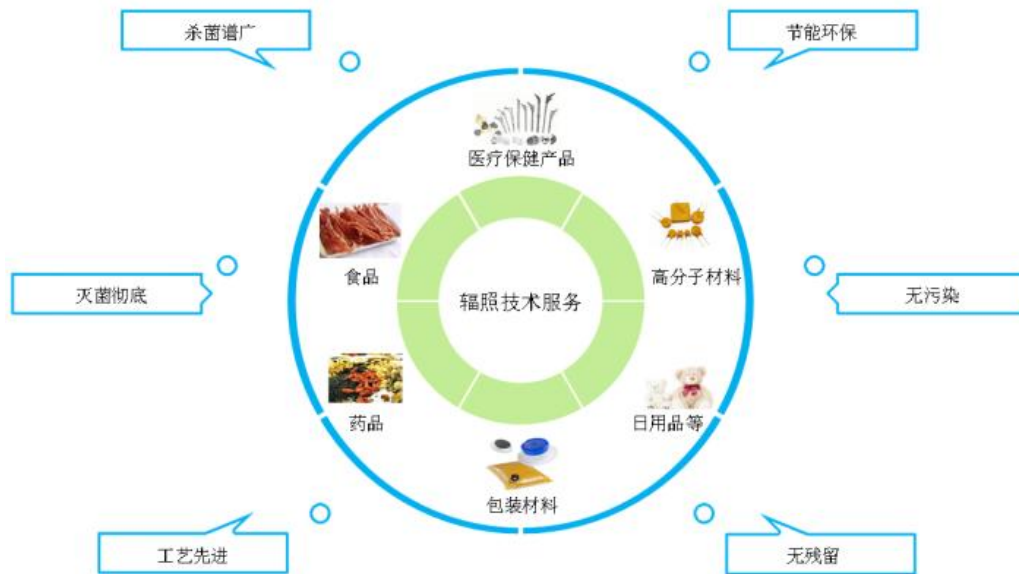 杀菌谱广
节能环保
医疗保健产品
食品
高分子材料
灭菌彻底
辐照技术服务
无污染
药品
日用品等
包装材料
工艺先进
无残留